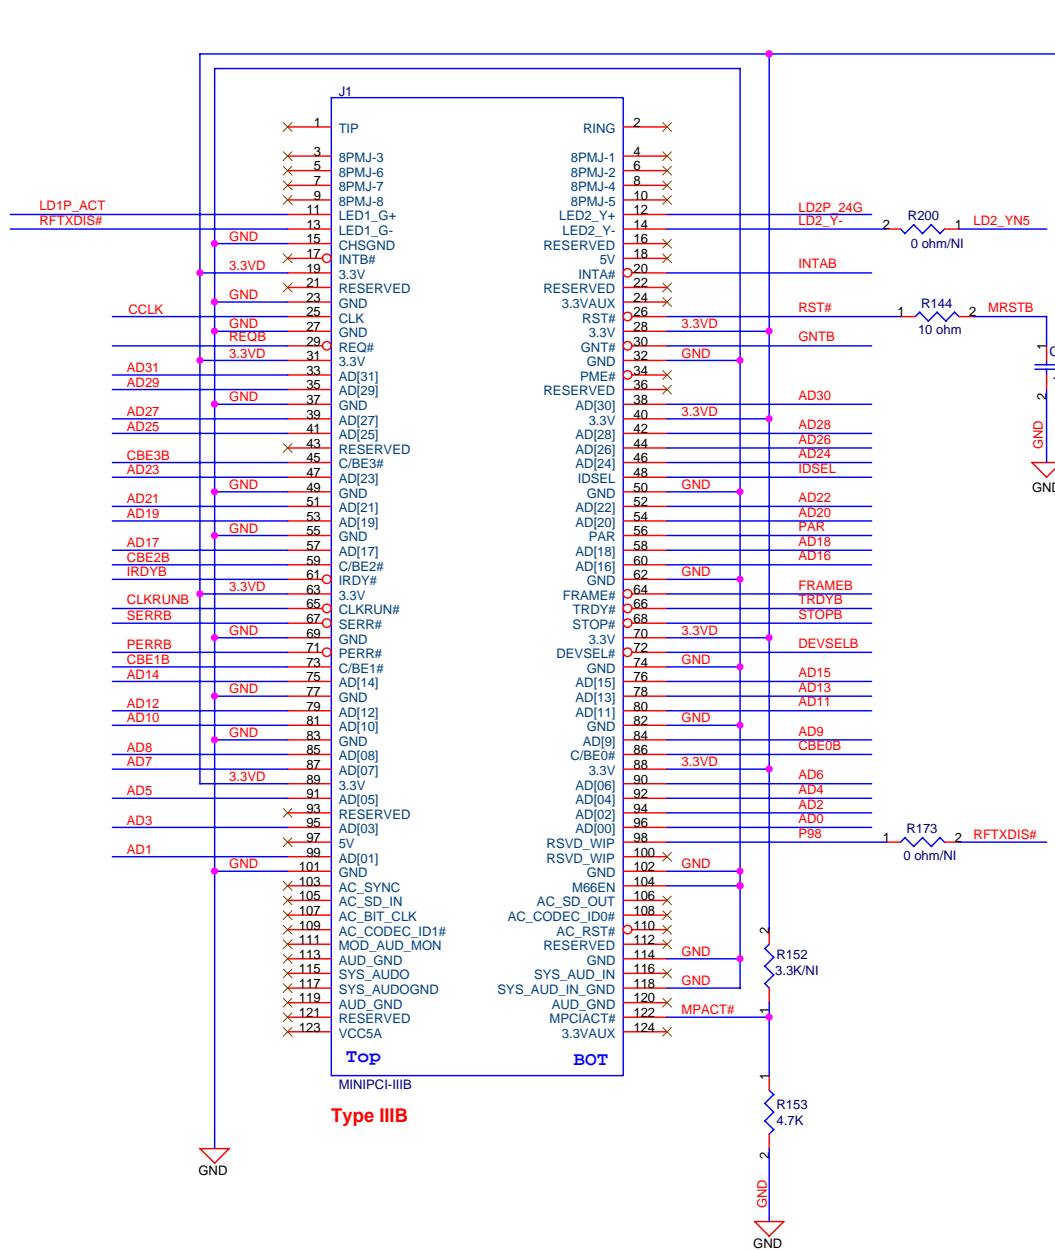 J1
1 TIP RING 2
3 8PMJ-3 8PMJ-1 4
5 8PMJ-6 8PMJ-2 6
7 8PMJ-7 8PMJ-4 8
9 8PMJ-8 8PMJ-5 10
LD1P_ACT 11 LED1_G+ LED2_Y+ 12 LD2P_24G
RFTXDIS# 13 LED1_G- LED2_Y- 14 LD2_Y- 2 R200 1 LD2_YN5
0 ohm/NI
GND 15 CHSGND RESERVED 16
17 INTB# 5V 18
3.3VD 19 3.3V INTA# 20 INTAB
21 RESERVED RESERVED 22
GND 23 GND 3.3VAUX 24
CCLK 25 CLK RST# 26 RST# 1 R144 2 MRSTB
10 ohm
GND 27 GND 3.3V 28 3.3VD
REQB 29 REQ# GNT# 30 GNTB
3.3VD 31 3.3V GND 32 GND
1
AD31 33 AD[31] PME# 34
AD29 35 AD[29] RESERVED 36
2
GND 37 GND AD[30] 38 AD30
AD27 39 AD[27] 3.3V 40 3.3VD
AD25 41 AD[25] AD[28] 42 AD28
GND
43 RESERVED AD[26] 44 AD26
CBE3B 45 C/BE3# AD[24] 46 AD24
AD23 47 AD[23] IDSEL 48 IDSEL
GND
GND 49 GND GND 50 GND
AD21 51 AD[21] AD[22] 52 AD22
AD19 53 AD[19] AD[20] 54 AD20
GND 55 GND PAR 56 PAR
AD17 57 AD[17] AD[18] 58 AD18
CBE2B 59 C/BE2# AD[16] 60 AD16
IRDYB 61 IRDY# GND 62 GND
3.3VD 63 3.3V FRAME# 64 FRAMEB
CLKRUNB 65 CLKRUN# TRDY# 66 TRDYB
SERRB 67 SERR# STOP# 68 STOPB
GND 69 GND 3.3V 70 3.3VD
PERRB 71 PERR# DEVSEL# 72 DEVSELB
CBE1B 73 C/BE1# GND 74 GND
AD14 75 AD[14] AD[15] 76 AD15
GND 77 GND AD[13] 78 AD13
AD12 79 AD[12] AD[11] 80 AD11
AD10 81 AD[10] GND 82 GND
GND 83 GND AD[9] 84 AD9
AD8 85 AD[08] C/BE0# 86 CBE0B
AD7 87 AD[07] 3.3V 88 3.3VD
3.3VD 89 3.3V AD[06] 90 AD6
AD5 91 AD[05] AD[04] 92 AD4
93 RESERVED AD[02] 94 AD2
AD3 95 AD[03] AD[00] 96 AD0
97 5V RSVD_WIP 98 P98 1 R173 2 RFTXDIS#
0 ohm/NI
AD1 99 AD[01] RSVD_WIP 100
GND 101 GND GND 102 GND
103 AC_SYNC M66EN 104
105 AC_SD_IN AC_SD_OUT 106
107 AC_BIT_CLK AC_CODEC_ID0# 108
109 AC_CODEC_ID1# AC_RST# 110
111 MOD_AUD_MON RESERVED 112
2
113 AUD_GND GND 114 GND
R152
115 SYS_AUDO SYS_AUD_IN 116
3.3K/NI
117 SYS_AUDOGND SYS_AUD_IN_GND 118 GND
119 AUD_GND AUD_GND 120
1
121 RESERVED MPCIACT# 122 MPACT#
123 VCC5A 3.3VAUX 124
Top BOT
1
MINIPCI-IIIB
R153
Type IIIB
4.7K
2
GND
GND
GND